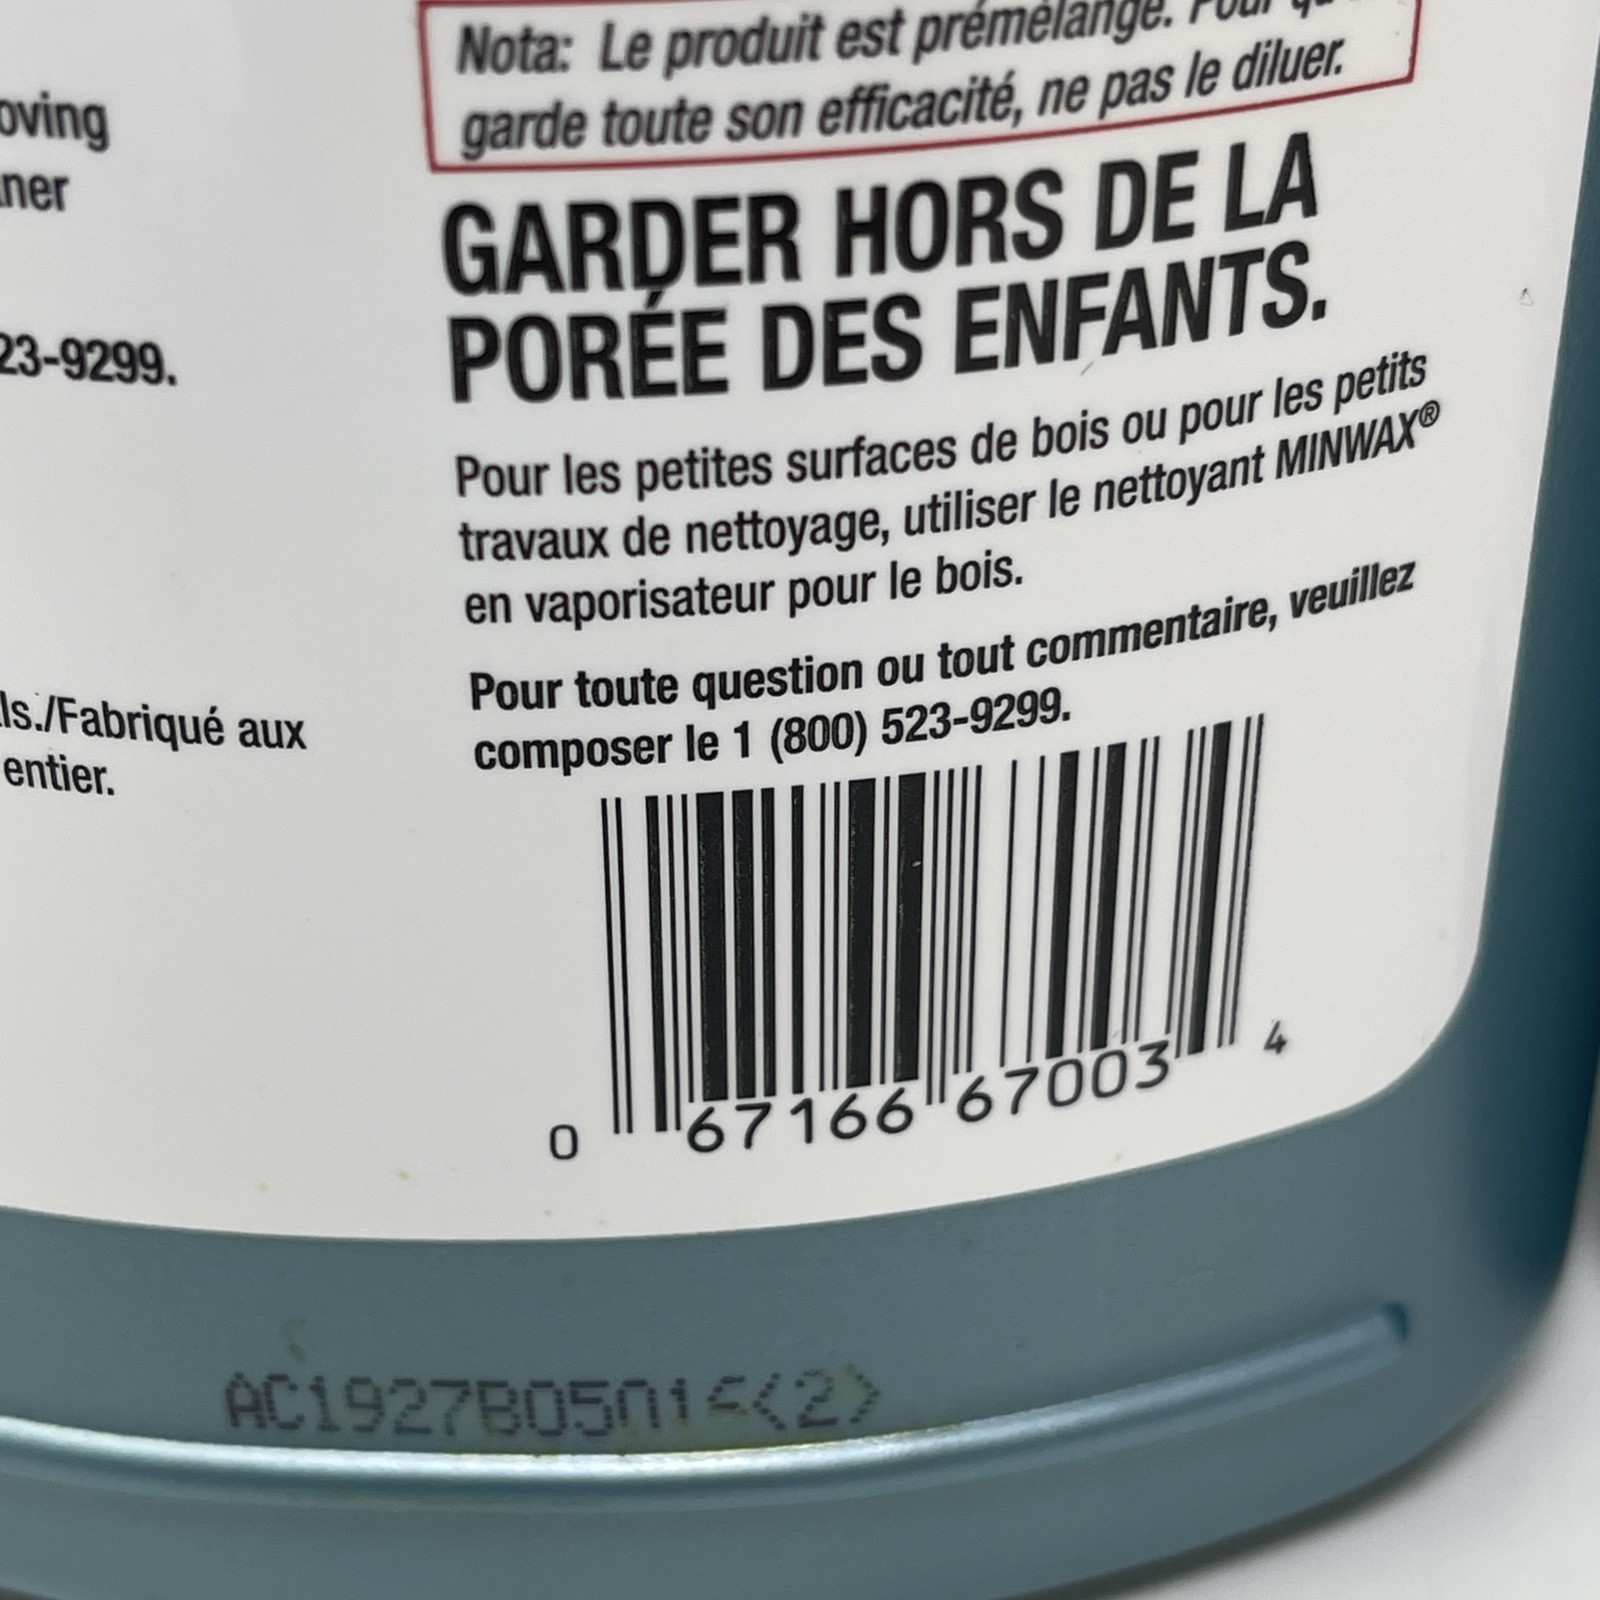 oving
ner
23-9299.
ls./Fabriqué aux
entier.
Nota: Le produit est prémélangé. Pour
garde toute son efficacité, ne pas le diluer.
GARDER HORS DE LA
PORÉE DES ENFANTS.
Pour les petites surfaces de bois ou pour les petits
travaux de nettoyage, utiliser le nettoyant MINWAX®
en vaporisateur pour le bois.
Pour toute question ou tout commentaire, veuillez
composer le 1 (800) 523-9299.
0 67166 67003 4